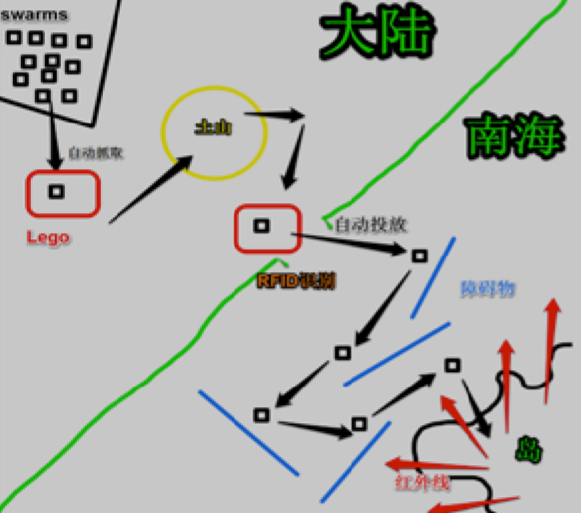 swarms
大陆
土山
南海
自动抓取
Lego
自动投放
RFID识别
障碍物
岛
红外线